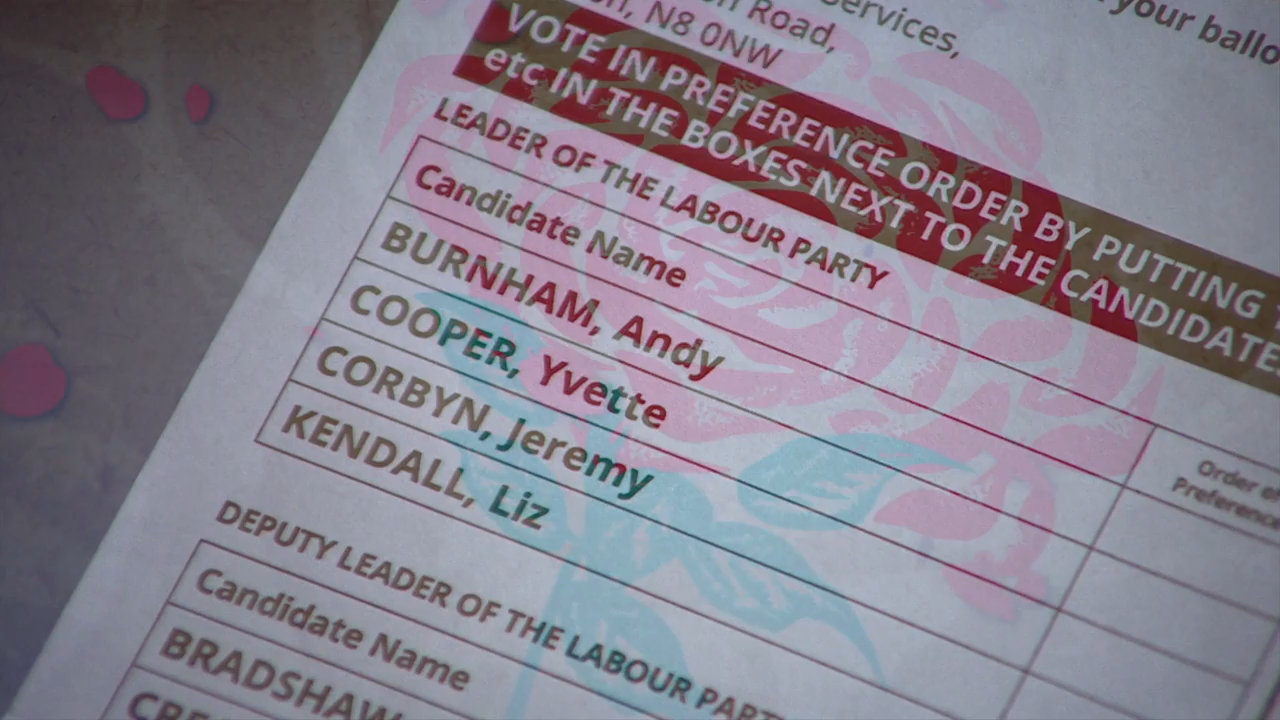 your ballo
Services,
Road,
N8 0NW
VOTE IN PREFERENCE ORDER BY PUTTING
etc IN THE BOXES NEXT TO THE CANDIDATE
LEADER OF THE LABOUR PARTY
Candidate Name
Order of
Preference
BURNHAM, Andy
COOPER, Yvette
CORBYN, Jeremy
KENDALL, Liz
DEPUTY LEADER OF THE LABOUR PART
Candidate Name
BRADSHAW